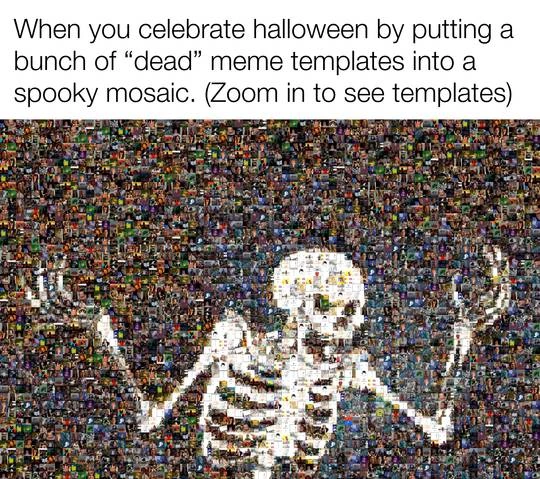 When you celebrate halloween by putting a
bunch of “dead” meme templates into a
spooky mosaic. (Zoom in to see templates)